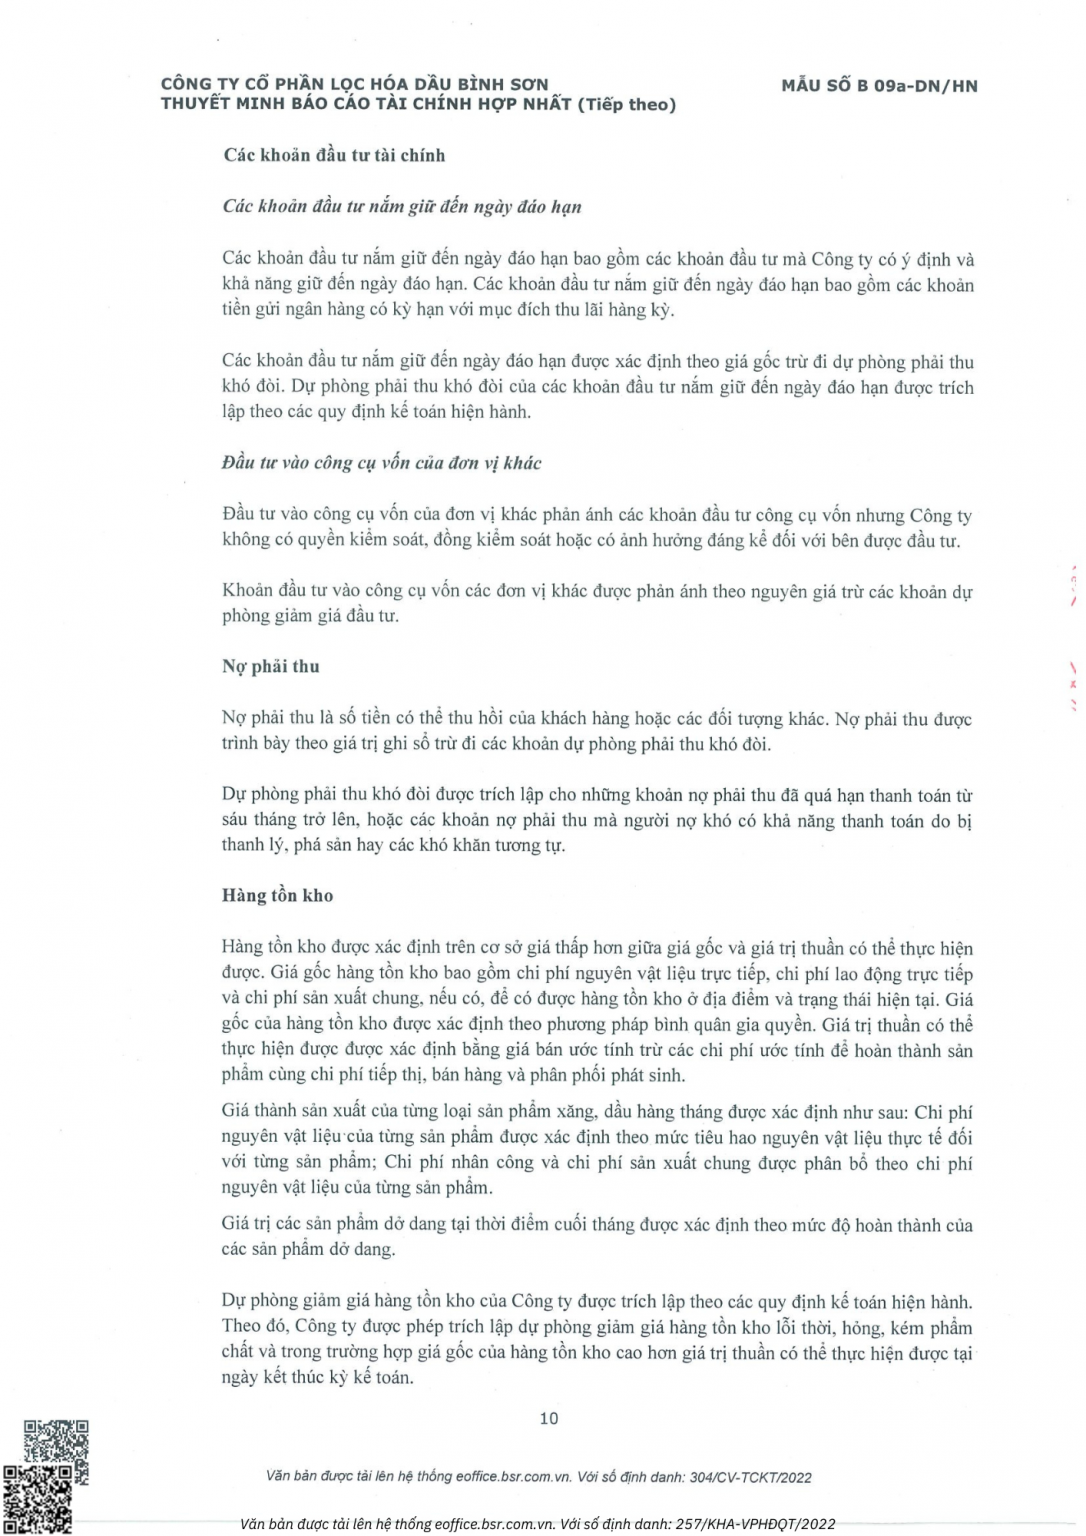 CÔNG TY CỔ PHẦN LỌC HÓA DẦU BÌNH SƠN MẪU SỐ B 09a-DN/HN
THUYẾT MINH BÁO CÁO TÀI CHÍNH HỢP NHẤT (Tiếp theo)
Các khoản đầu tư tài chính
Các khoản đầu tư nắm giữ đến ngày đáo hạn
Các khoản đầu tư nắm giữ đến ngày đáo hạn bao gồm các khoản đầu tư mà Công ty có ý định và
khả năng giữ đến ngày đáo hạn. Các khoản đầu tư nắm giữ đến ngày đáo hạn bao gồm các khoản
tiền gửi ngân hàng có kỳ hạn với mục đích thu lãi hàng kỳ.
Các khoản đầu tư nắm giữ đến ngày đáo hạn được xác định theo giá gốc trừ đi dự phòng phải thu
khó đòi. Dự phòng phải thu khó đòi của các khoản đầu tư nắm giữ đến ngày đáo hạn được trích
lập theo các quy định kế toán hiện hành.
Đầu tư vào công cụ vốn của đơn vị khác
Đầu tư vào công cụ vốn của đơn vị khác phản ánh các khoản đầu tư công cụ vốn nhưng Công ty
không có quyền kiểm soát, đồng kiểm soát hoặc có ảnh hưởng đáng kể đối với bên được đầu tư.
Khoản đầu tư vào công cụ vốn các đơn vị khác được phản ánh theo nguyên giá trừ các khoản dự
phòng giảm giá đầu tư.
Nợ phải thu
Nợ phải thu là số tiền có thể thu hồi của khách hàng hoặc các đối tượng khác. Nợ phải thu được
trình bày theo giá trị ghi sổ trừ đi các khoản dự phòng phải thu khó đòi.
Dự phòng phải thu khó đòi được trích lập cho những khoản nợ phải thu đã quá hạn thanh toán từ
sáu tháng trở lên, hoặc các khoản nợ phải thu mà người nợ khó có khả năng thanh toán do bị
thanh lý, phá sản hay các khó khăn tương tự.
Hàng tồn kho
Hàng tồn kho được xác định trên cơ sở giá thấp hơn giữa giá gốc và giá trị thuần có thể thực hiện
được. Giá gốc hàng tồn kho bao gồm chi phí nguyên vật liệu trực tiếp, chi phí lao động trực tiếp
và chi phí sản xuất chung, nếu có, để có được hàng tồn kho ở địa điểm và trạng thái hiện tại. Giá
gốc của hàng tồn kho được xác định theo phương pháp bình quân gia quyền. Giá trị thuần có thể
thực hiện được được xác định bằng giá bán ước tính trừ các chi phí ước tính để hoàn thành sản
phẩm cùng chi phí tiếp thị, bán hàng và phân phối phát sinh.
Giá thành sản xuất của từng loại sản phẩm xăng, dầu hàng tháng được xác định như sau: Chi phí
nguyên vật liệu của từng sản phẩm được xác định theo mức tiêu hao nguyên vật liệu thực tế đối
với từng sản phẩm; Chi phí nhân công và chi phí sản xuất chung được phân bổ theo chi phí
nguyên vật liệu của từng sản phẩm.
Giá trị các sản phẩm dở dang tại thời điểm cuối tháng được xác định theo mức độ hoàn thành của
các sản phẩm dở dang.
Dự phòng giảm giá hàng tồn kho của Công ty được trích lập theo các quy định kế toán hiện hành.
Theo đó, Công ty được phép trích lập dự phòng giảm giá hàng tồn kho lỗi thời, hỏng, kém phẩm
chất và trong trường hợp giá gốc của hàng tồn kho cao hơn giá trị thuần có thể thực hiện được tại
ngày kết thúc kỳ kế toán.
10
Văn bản được tải lên hệ thống eoffice.bsr.com.vn. Với số định danh: 304/CV-TCKT/2022
Văn bản được tải lên hệ thống eoffice.bsr.com.vn. Với số định danh: 257/KHA-VPHĐQT/2022